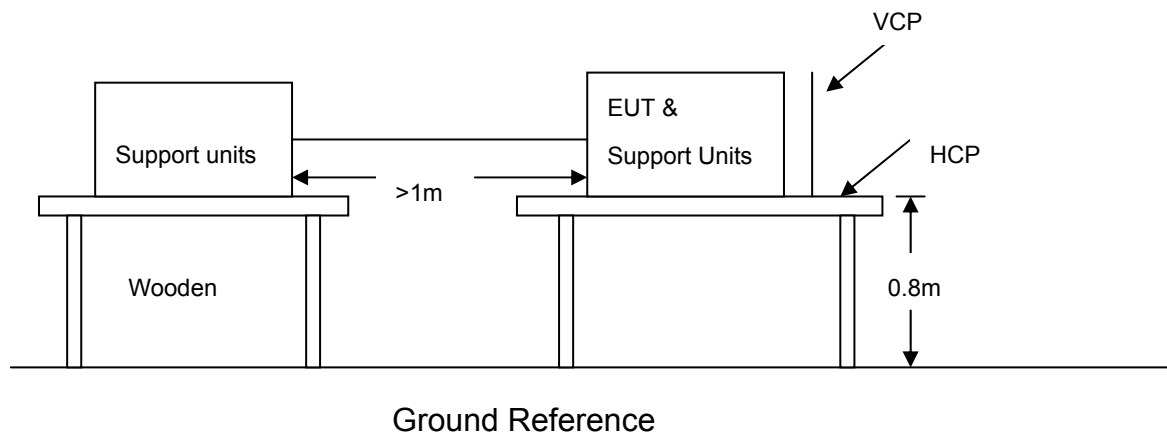 VCP
EUT &
Support units
Support Units
HCP
>1m
Wooden
0.8m
Ground Reference